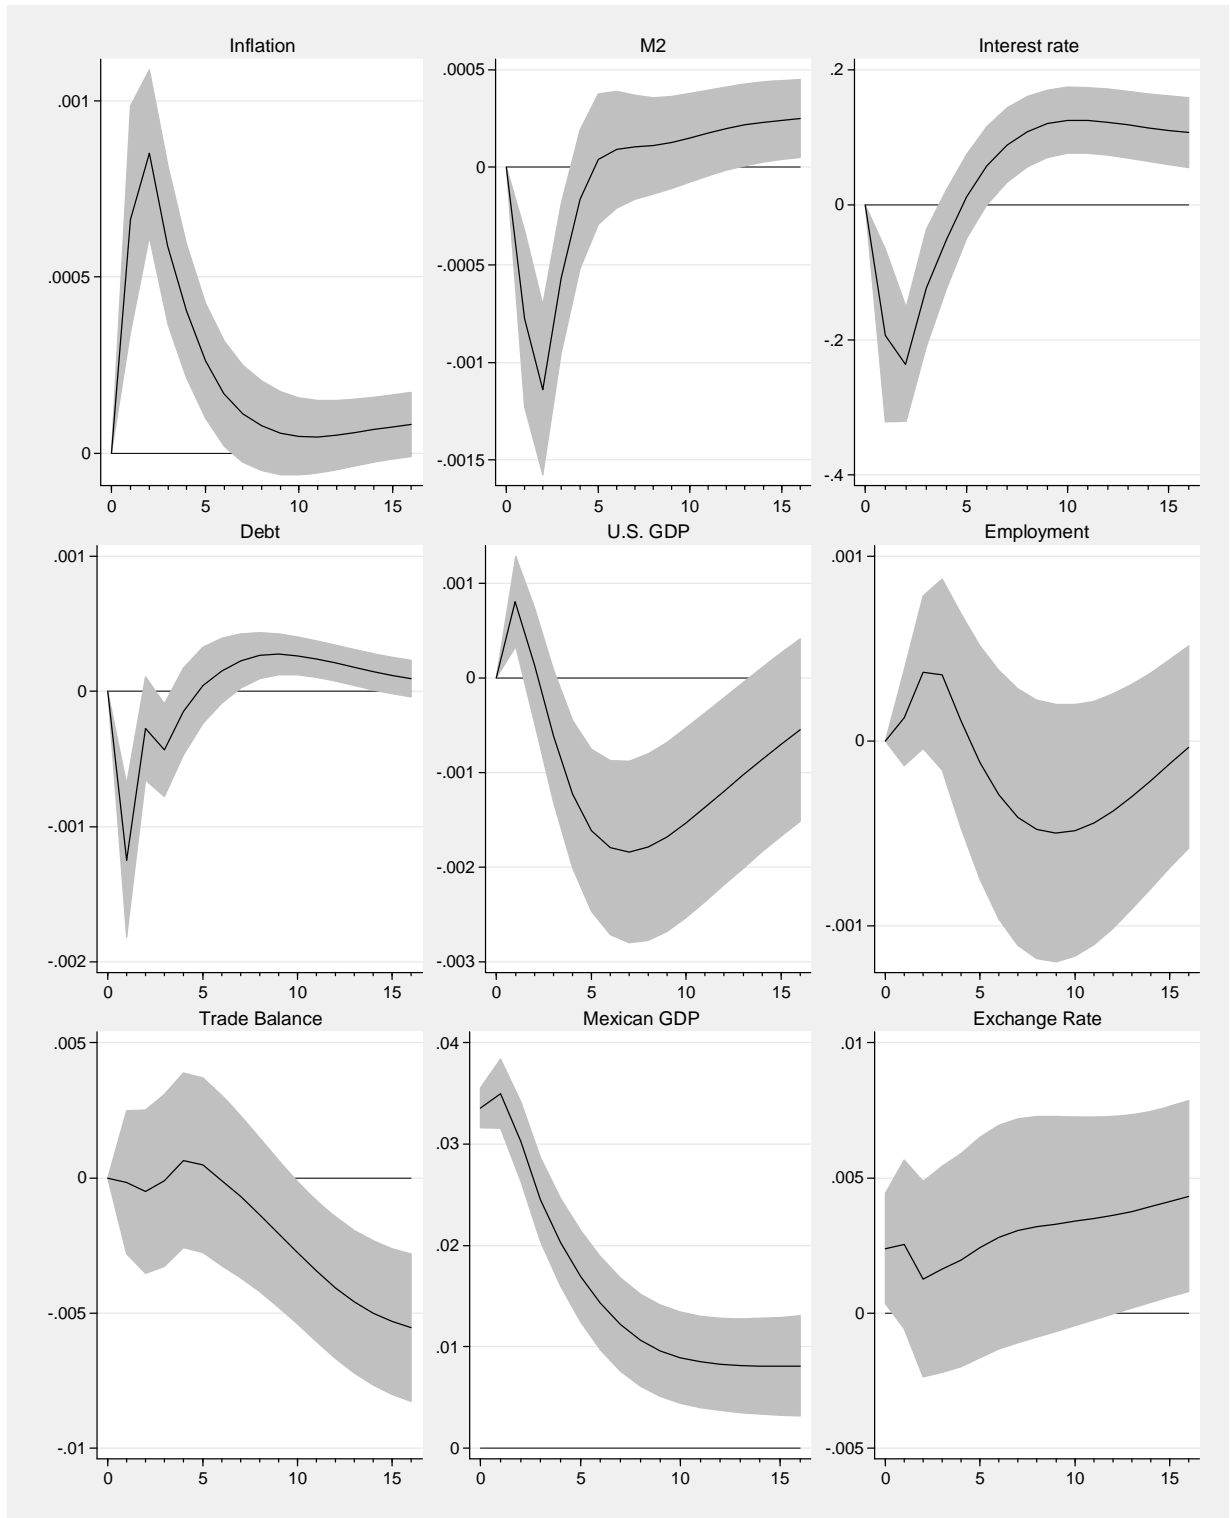 Inflation
.001
.0005
0
0 5 10 15
M2
.0005
0
-.0005
-.001
-.0015
0 5 10 15
Interest rate
.2
0
-.2
-.4
0 5 10 15
Debt
.001
0
-.001
-.002
0 5 10 15
U.S. GDP
.001
0
-.001
-.002
-.003
0 5 10 15
Employment
.001
0
-.001
0 5 10 15
Trade Balance
.005
0
-.005
-.01
0 5 10 15
Mexican GDP
.04
.03
.02
.01
0
0 5 10 15
Exchange Rate
.01
.005
0
-.005
0 5 10 15